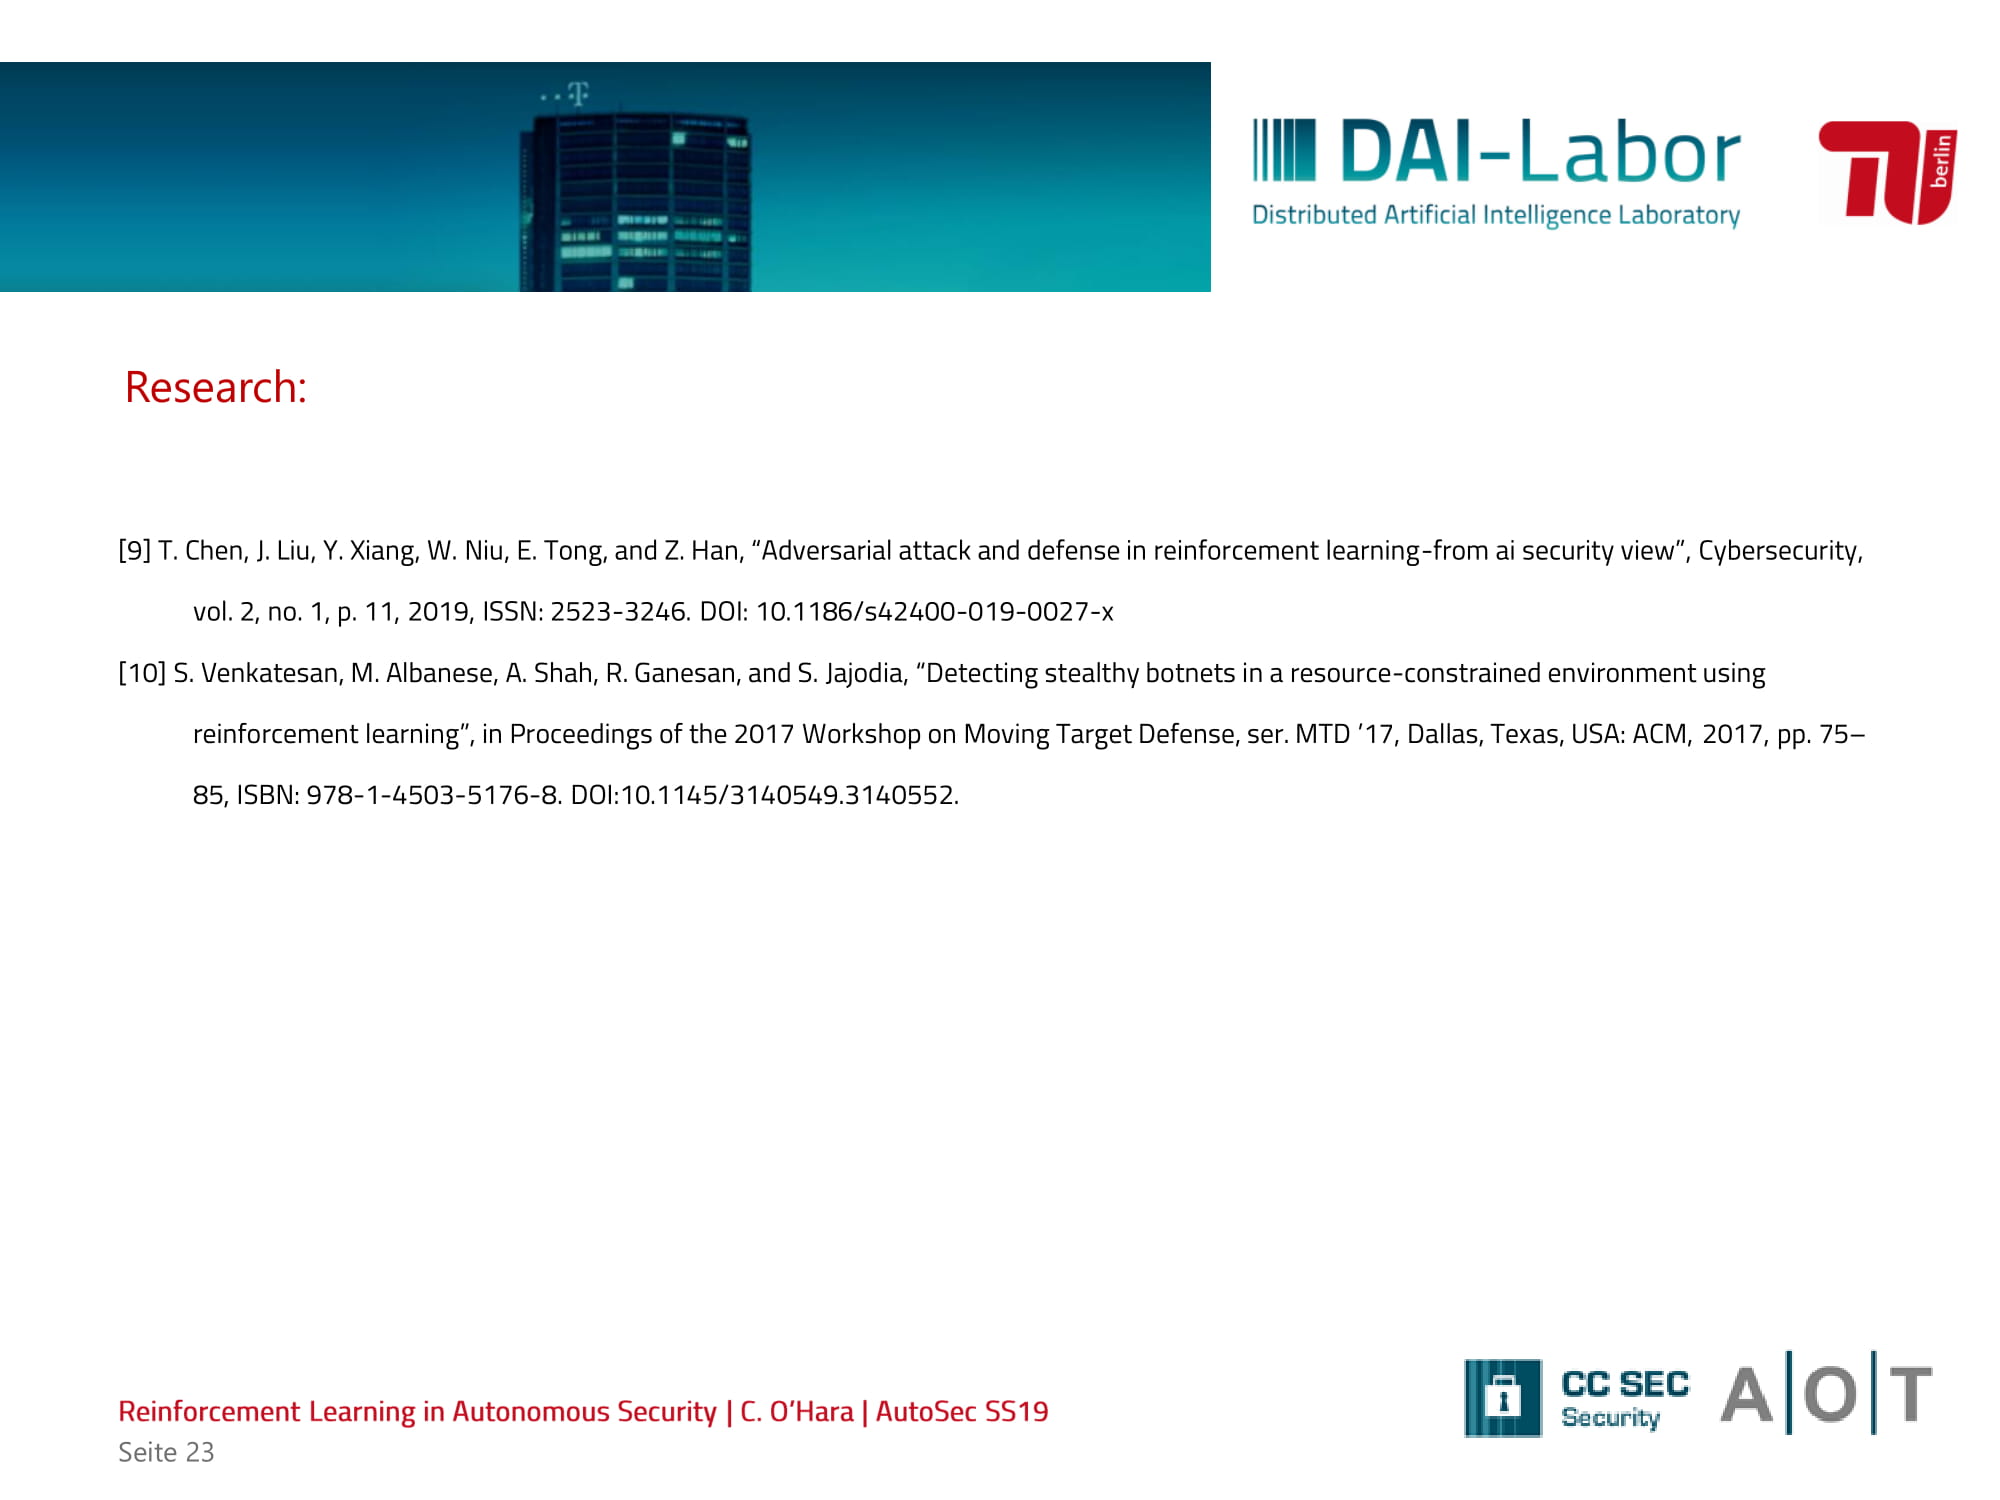 DAI-Labor
Distributed Artificial Intelligence Laboratory
berlin
Research:
[9] T. Chen, J. Liu, Y. Xiang, W. Niu, E. Tong, and Z. Han, “Adversarial attack and defense in reinforcement learning-from ai security view”, Cybersecurity,
vol. 2, no. 1, p. 11, 2019, ISSN: 2523-3246. DOI: 10.1186/s42400-019-0027-x
[10] S. Venkatesan, M. Albanese, A. Shah, R. Ganesan, and S. Jajodia, “Detecting stealthy botnets in a resource-constrained environment using
reinforcement learning”, in Proceedings of the 2017 Workshop on Moving Target Defense, ser. MTD ’17, Dallas, Texas, USA: ACM, 2017, pp. 75–
85, ISBN: 978-1-4503-5176-8. DOI:10.1145/3140549.3140552.
CC SEC
Security
A|O|T
Reinforcement Learning in Autonomous Security | C. O’Hara | AutoSec SS19
Seite 23